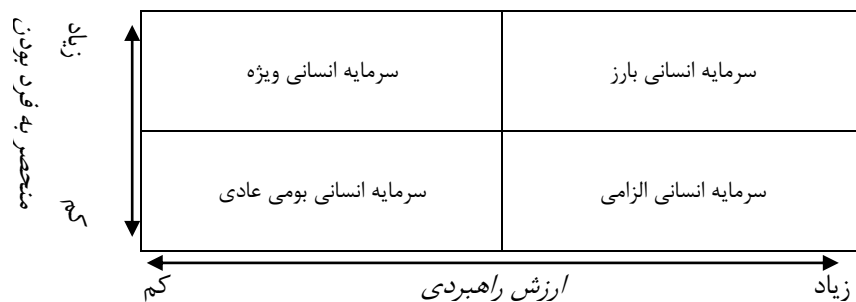 منحصر به فرد بودن
زیاد
کم
سرمایه انسانی بارز
سرمایه انسانی ویژه
سرمایه انسانی الزامی
سرمایه انسانی بومی عادی
زیاد
ارزش راهبردی
کم